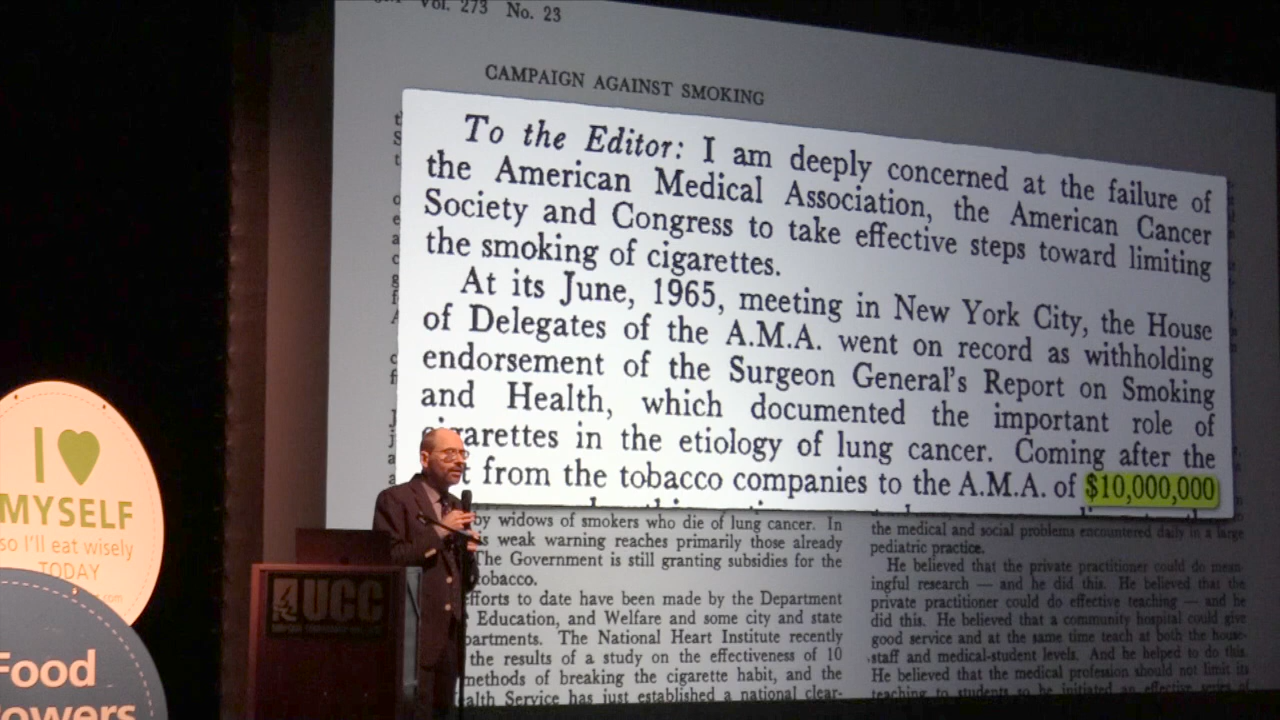 Vol. 273 No. 23
CAMPAIGN AGAINST SMOKING
To the Editor: I am deeply concerned at the failure of
the American Medical Association, the American Cancer
Society and Congress to take effective steps toward limiting
the smoking of cigarettes.
At its June, 1965, meeting in New York City, the House
of Delegates of the A.M.A. went on record as withholding
endorsement of the Surgeon General's Report on Smoking
and Health, which documented the important role of
cigarettes in the etiology of lung cancer. Coming after the
from the tobacco companies to the A.M.A. of $10,000,000
by widows of smokers who die of lung cancer. In
is weak warning reaches primarily those already
The Government is still granting subsidies for the
tobacco.
efforts to date have been made by the Department
Education, and Welfare and some city and state
partments. The National Heart Institute recently
the results of a study on the effectiveness of 10
methods of breaking the cigarette habit, and the
alth Service has just established a national clear-
the medical and social problems encountered daily in a large
pediatric practice.
He believed that the private practitioner could do mean-
ingful research — and he did this. He believed that the
private practitioner could do effective teaching — and he
did this. He believed that a community hospital could give
good service and at the same time teach at both the house-
staff and medical-student levels. And he helped to do this.
He believed that the medical profession should not limit its
teaching to students so he initiated an effective series of
I
MYSELF
so I'll eat wisely
TODAY
Food
owers
UCC